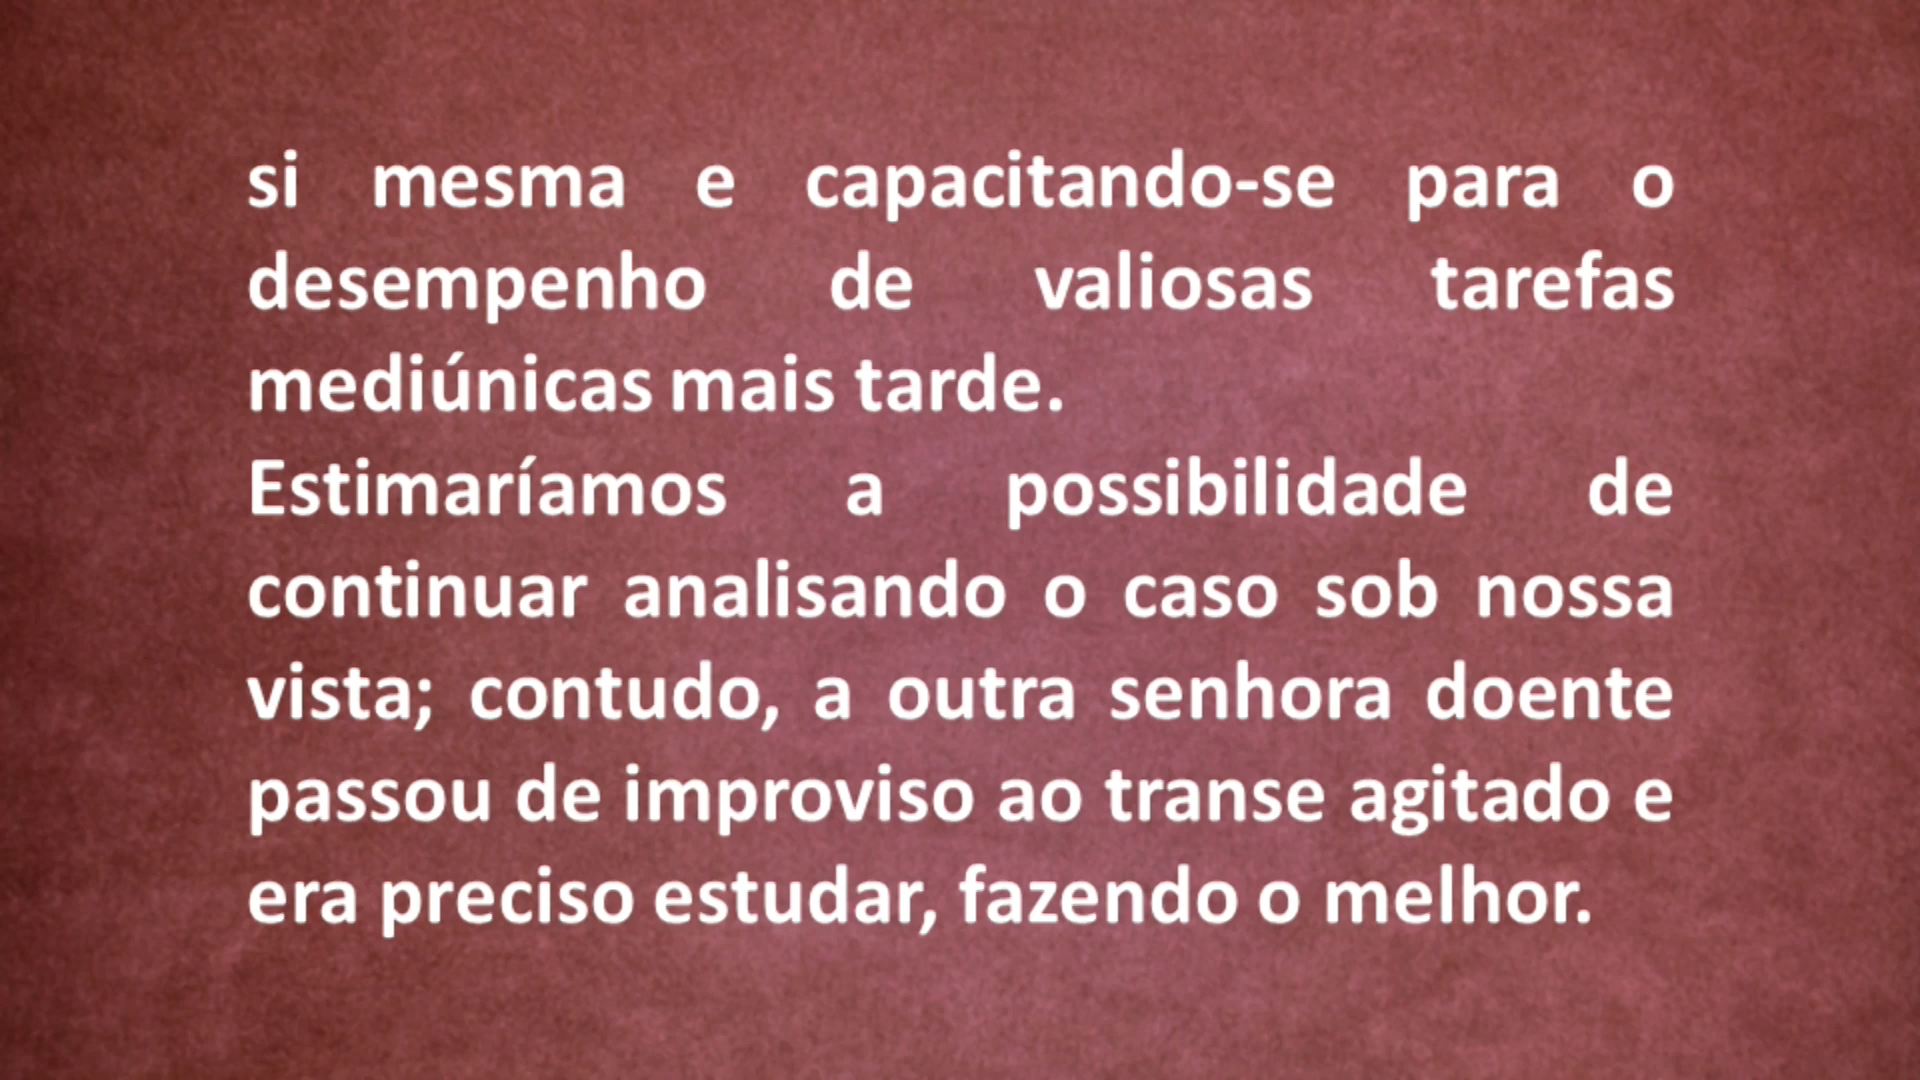 si mesma e capacitando-se para o
desempenho de valiosas tarefas
mediúnicas mais tarde.
Estimaríamos a possibilidade de
continuar analisando o caso sob nossa
vista; contudo, a outra senhora doente
passou de improviso ao transe agitado e
era preciso estudar, fazendo o melhor.